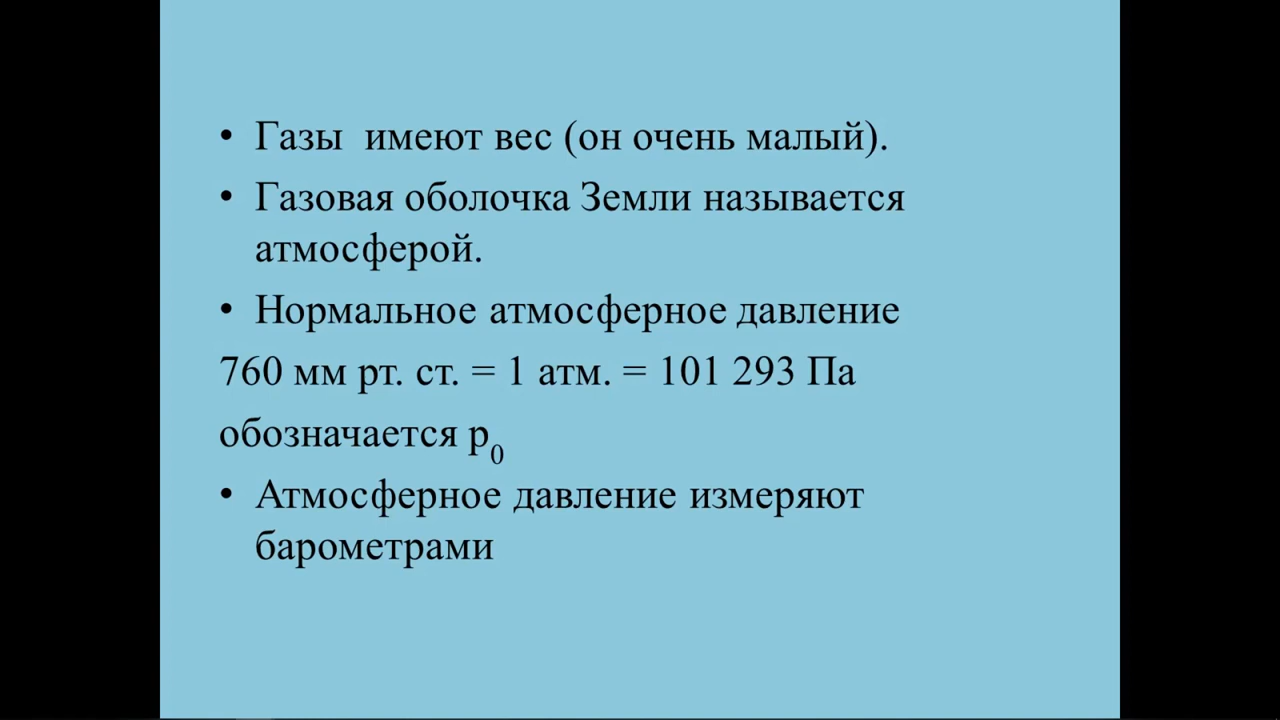 • Газы  имеют вес (он очень малый).
• Газовая оболочка Земли называется
атмосферой.
• Нормальное атмосферное давление
760 мм рт. ст. = 1 атм. = 101 293 Па
обозначается p₀
• Атмосферное давление измеряют
барометрами